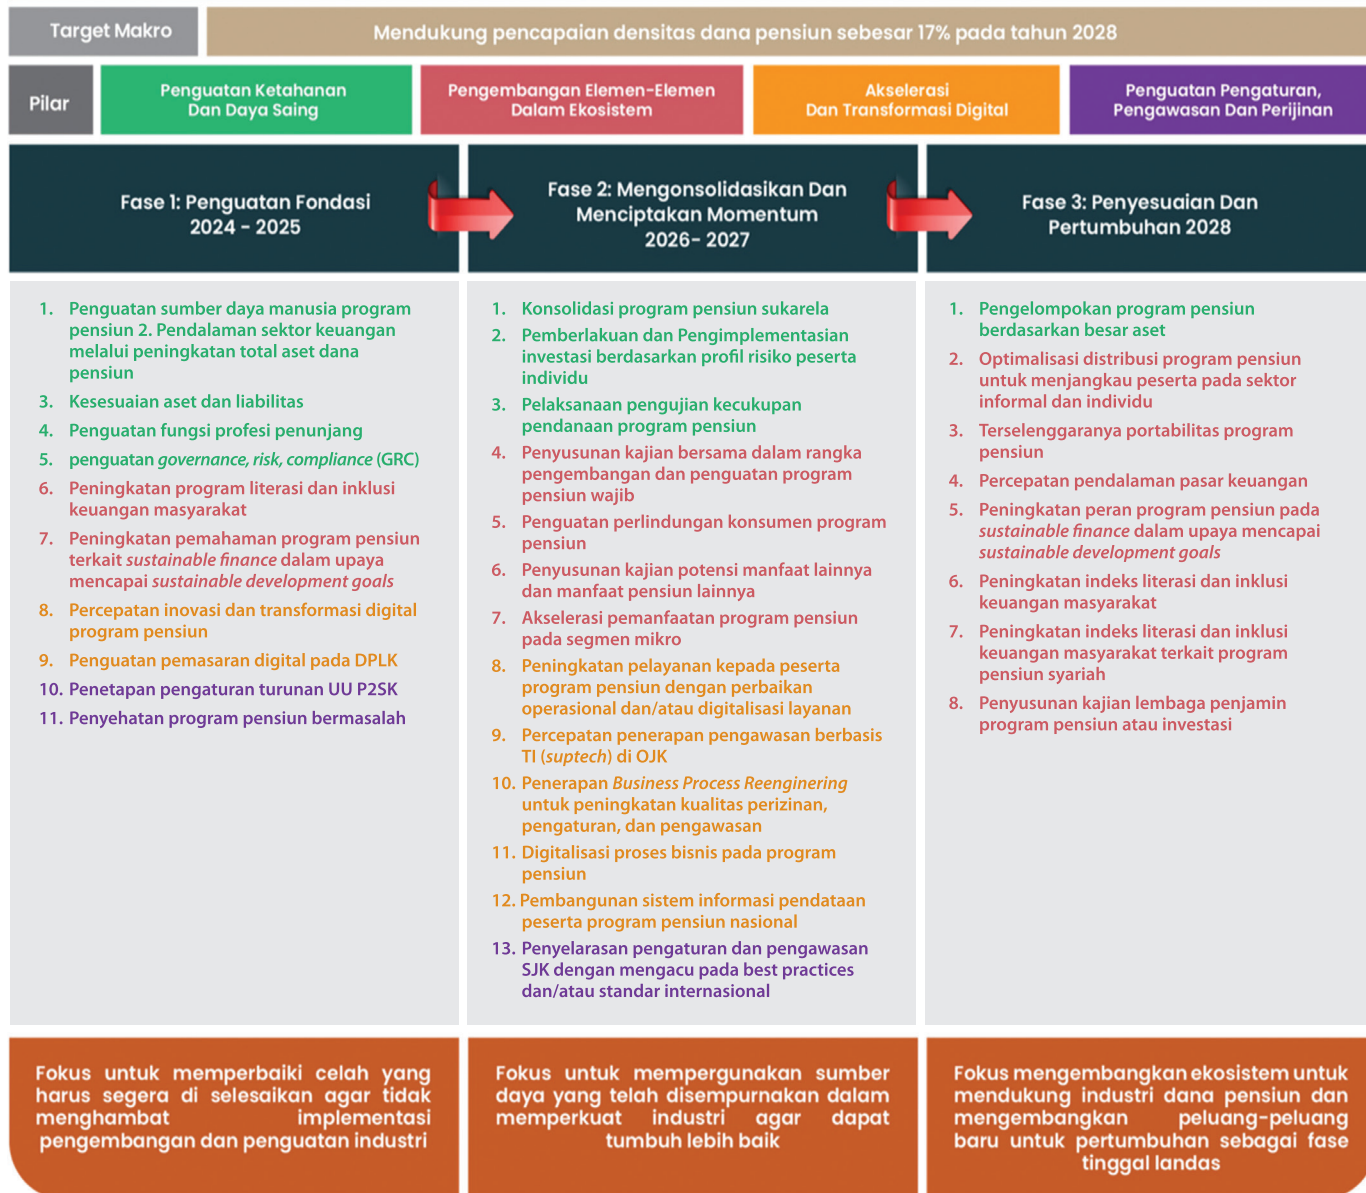 Target Makro
Mendukung pencapaian densitas dana pensiun sebesar 17% pada tahun 2028
Pilar
Penguatan Ketahanan
Dan Daya Saing
Pengembangan Elemen-Elemen
Dalam Ekosistem
Akselerasi
Dan Transformasi Digital
Penguatan Pengaturan,
Pengawasan Dan Perijinan
Fase 1: Penguatan Fondasi
2024 - 2025
Fase 2: Mengonsolidasikan Dan
Menciptakan Momentum
2026- 2027
Fase 3: Penyesuaian Dan
Pertumbuhan 2028
1. Penguatan sumber daya manusia program
pensiun 2. Pendalaman sektor keuangan
melalui peningkatan total aset dana
pensiun
3. Kesesuaian aset dan liabilitas
4. Penguatan fungsi profesi penunjang
5. penguatan governance, risk, compliance (GRC)
6. Peningkatan program literasi dan inklusi
keuangan masyarakat
7. Peningkatan pemahaman program pensiun
terkait sustainable finance dalam upaya
mencapai sustainable development goals
8. Percepatan inovasi dan transformasi digital
program pensiun
9. Penguatan pemasaran digital pada DPLK
10. Penetapan pengaturan turunan UU P2SK
11. Penyehatan program pensiun bermasalah
1. Konsolidasi program pensiun sukarela
2. Pemberlakuan dan Pengimplementasian
investasi berdasarkan profil risiko peserta
individu
3. Pelaksanaan pengujian kecukupan
pendanaan program pensiun
4. Penyusunan kajian bersama dalam rangka
pengembangan dan penguatan program
pensiun wajib
5. Penguatan perlindungan konsumen program
pensiun
6. Penyusunan kajian potensi manfaat lainnya
dan manfaat pensiun lainnya
7. Akselerasi pemanfaatan program pensiun
pada segmen mikro
8. Peningkatan pelayanan kepada peserta
program pensiun dengan perbaikan
operasional dan/atau digitalisasi layanan
9. Percepatan penerapan pengawasan berbasis
TI (suptech) di OJK
10. Penerapan Business Process Reenginering
untuk peningkatan kualitas perizinan,
pengaturan, dan pengawasan
11. Digitalisasi proses bisnis pada program
pensiun
12. Pembangunan sistem informasi pendataan
peserta program pensiun nasional
13. Penyelarasan pengaturan dan pengawasan
SJK dengan mengacu pada best practices
dan/atau standar internasional
1. Pengelompokan program pensiun
berdasarkan besar aset
2. Optimalisasi distribusi program pensiun
untuk menjangkau peserta pada sektor
informal dan individu
3. Terselenggaranya portabilitas program
pensiun
4. Percepatan pendalaman pasar keuangan
5. Peningkatan peran program pensiun pada
sustainable finance dalam upaya mencapai
sustainable development goals
6. Peningkatan indeks literasi dan inklusi
keuangan masyarakat
7. Peningkatan indeks literasi dan inklusi
keuangan masyarakat terkait program
pensiun syariah
8. Penyusunan kajian lembaga penjamin
program pensiun atau investasi
Fokus untuk memperbaiki celah yang
harus segera di selesaikan agar tidak
menghambat implementasi
pengembangan dan penguatan industri
Fokus untuk mempergunakan sumber
daya yang telah disempurnakan dalam
memperkuat industri agar dapat
tumbuh lebih baik
Fokus mengembangkan ekosistem untuk
mendukung industri dana pensiun dan
mengembangkan peluang-peluang
baru untuk pertumbuhan sebagai fase
tinggal landas